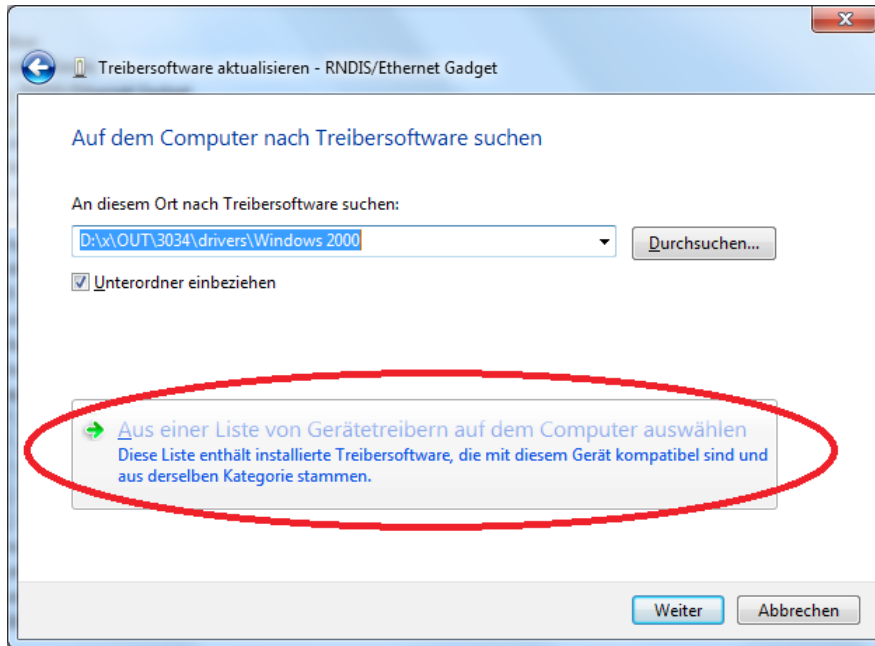 Treibersoftware aktualisieren - RNDIS/Ethernet Gadget
Auf dem Computer nach Treibersoftware suchen
An diesem Ort nach Treibersoftware suchen:
D:\x\OUT\3034\drivers\Windows 2000
Durchsuchen...
Unterordner einbeziehen
Aus einer Liste von Gerätetreibern auf dem Computer auswählen
Diese Liste enthält installierte Treibersoftware, die mit diesem Gerät kompatibel sind und
aus derselben Kategorie stammen.
Weiter
Abbrechen